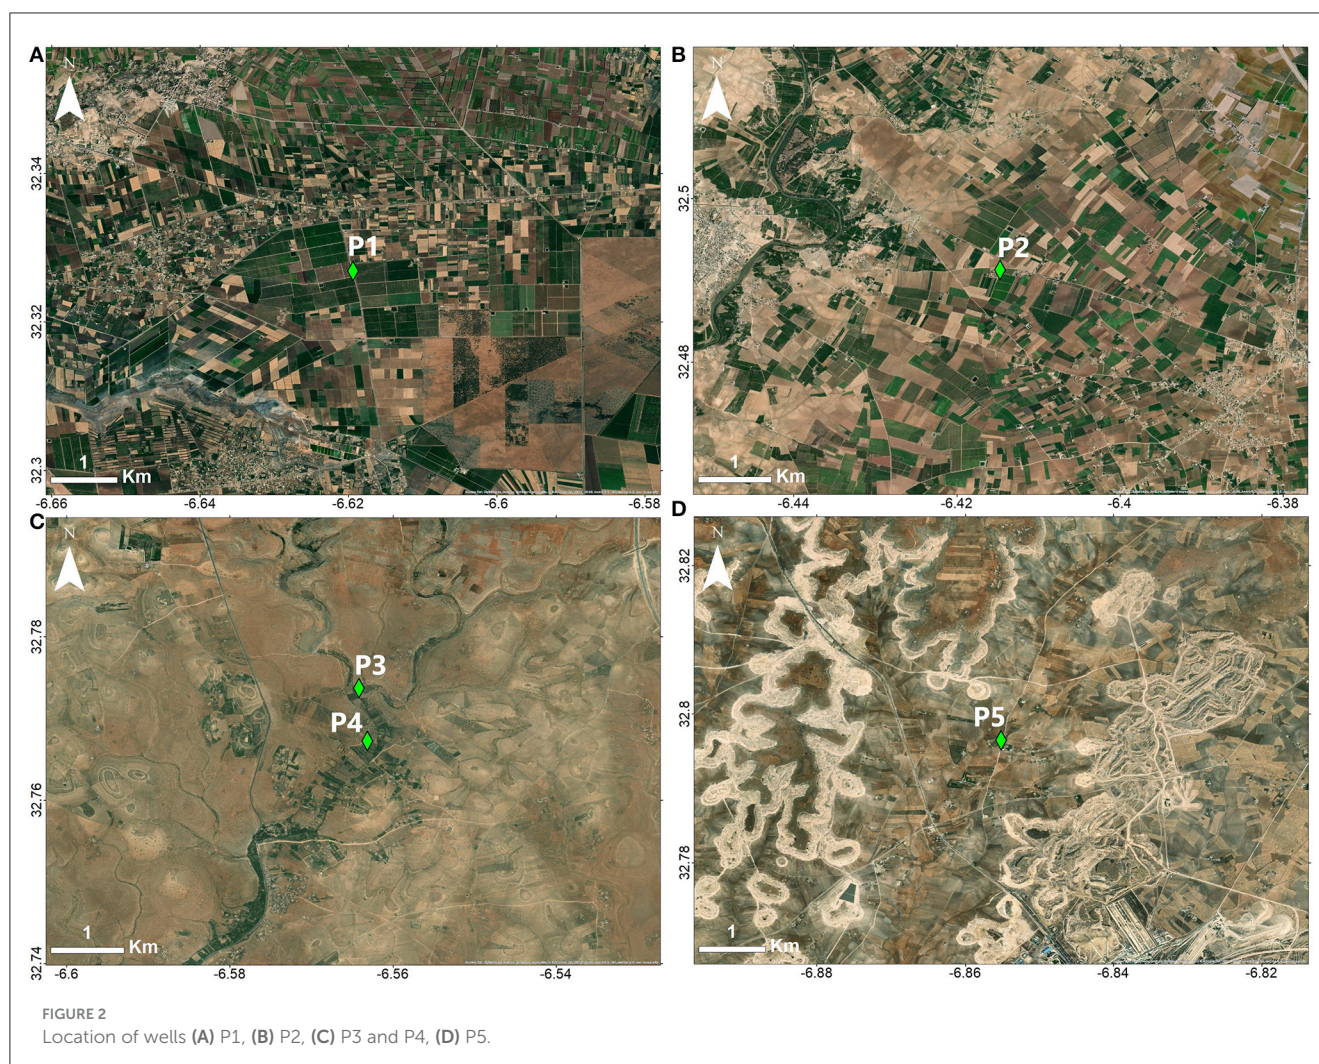 A
N
32.34
32.32
32.3
P1
1
Km
-6.66
-6.64
-6.62
-6.6
-6.58
B
N
32.5
32.48
P2
1
Km
-6.44
-6.42
-6.4
-6.38
C
N
32.78
32.76
32.74
P3
P4
1
Km
-6.6
-6.58
-6.56
-6.54
D
N
32.82
32.8
32.78
P5
1
Km
-6.88
-6.86
-6.84
-6.82
FIGURE 2
Location of wells (A) P1, (B) P2, (C) P3 and P4, (D) P5.